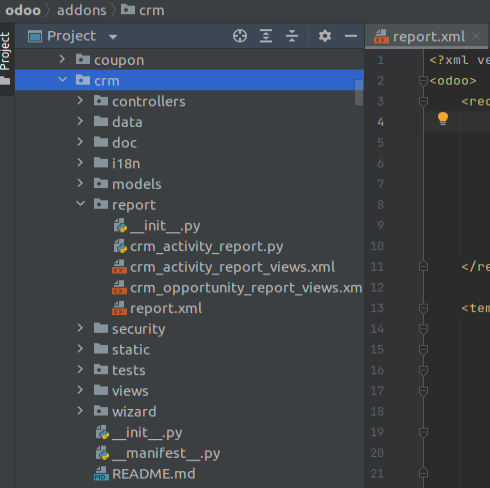 odoo addons crm
Project
Project
report.xml
coupon
crm
controllers
data
doc
i18n
models
report
__init__.py
crm_activity_report.py
crm_activity_report_views.xml
crm_opportunity_report_views.xm
report.xml
security
static
tests
views
wizard
__init__.py
__manifest__.py
README.md
1 <?xml ve
2 <odoo>
3 <rec
4
5
6
7
8
9
10
11 </re
12
13 <tem
14
15
16
17
18
19
20
21